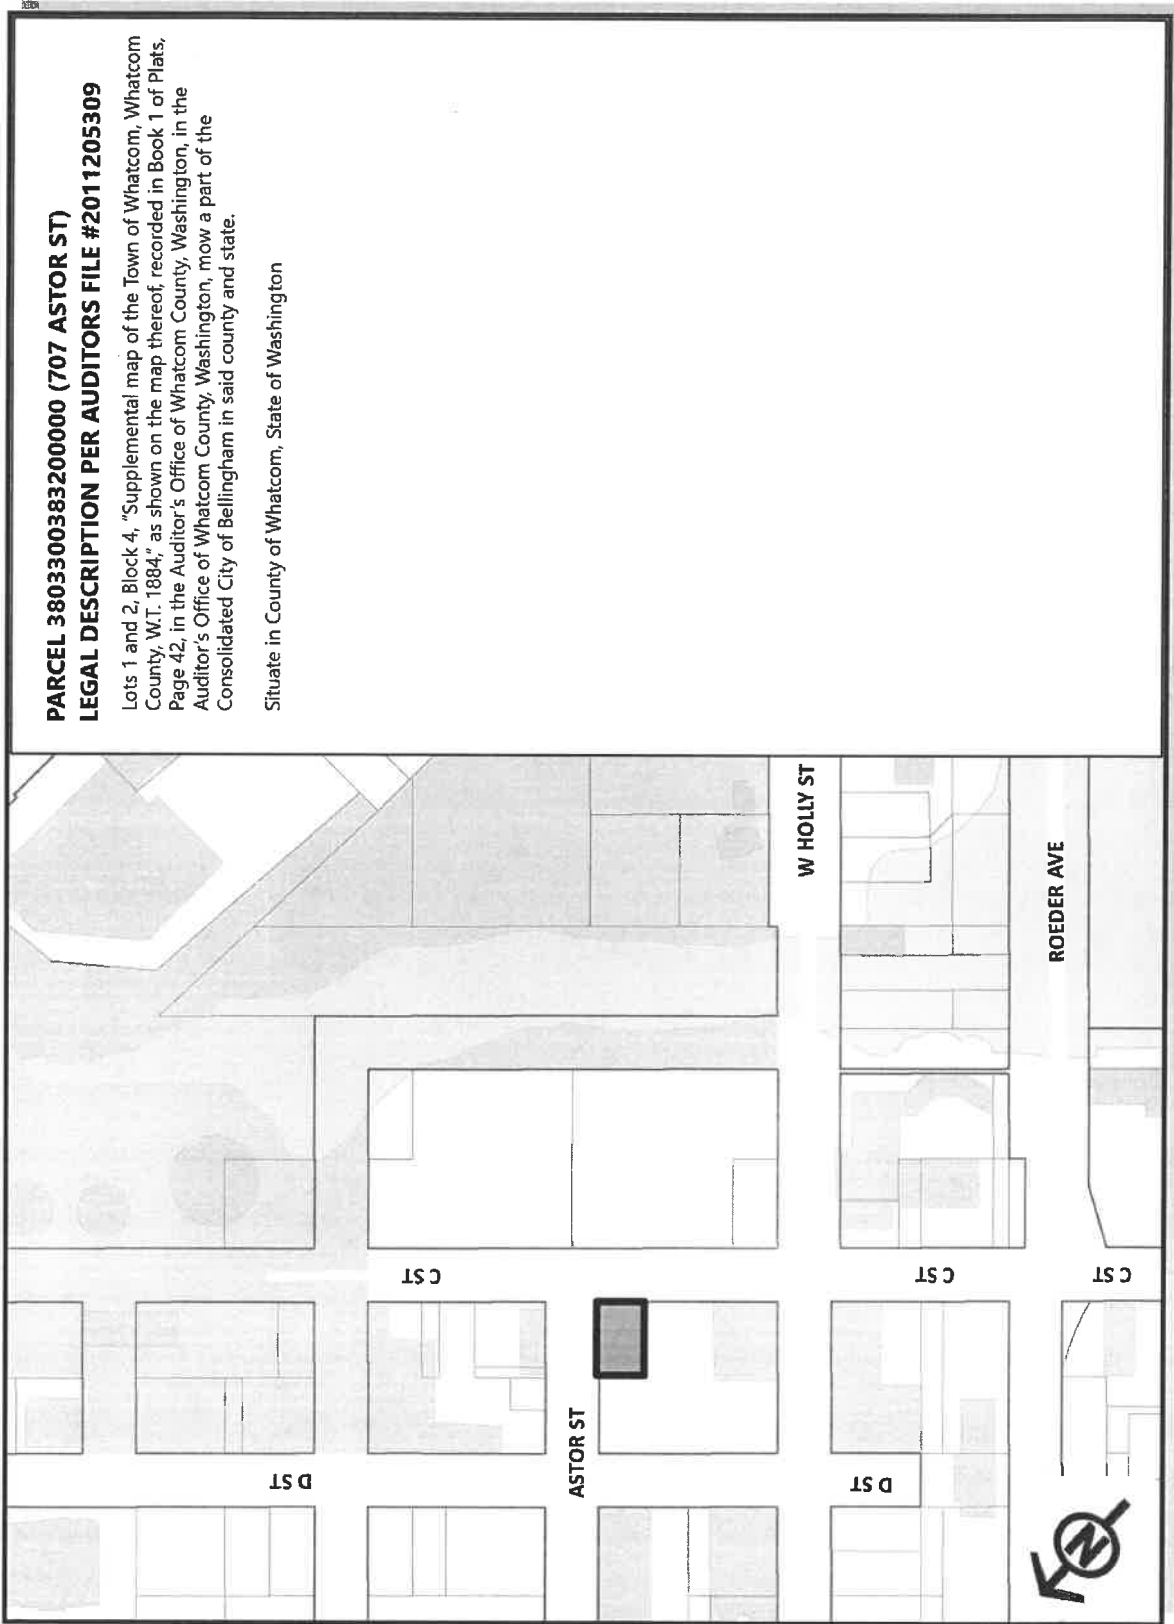 PARCEL 3803300383200000 (707 ASTOR ST)
LEGAL DESCRIPTION PER AUDITORS FILE #2011205309
Lots 1 and 2, Block 4, "Supplemental map of the Town of Whatcom, Whatcom
County, W.T. 1884," as shown on the map thereof, recorded in Book 1 of Plats,
Page 42, in the Auditor's Office of Whatcom County, Washington, in the
Auditor's Office of Whatcom County, Washington, mow a part of the
Consolidated City of Bellingham in said county and state.
Situate in County of Whatcom, State of Washington
W HOLLY ST
ROEDER AVE
C ST
C ST
C ST
ASTOR ST
D ST
D ST
N